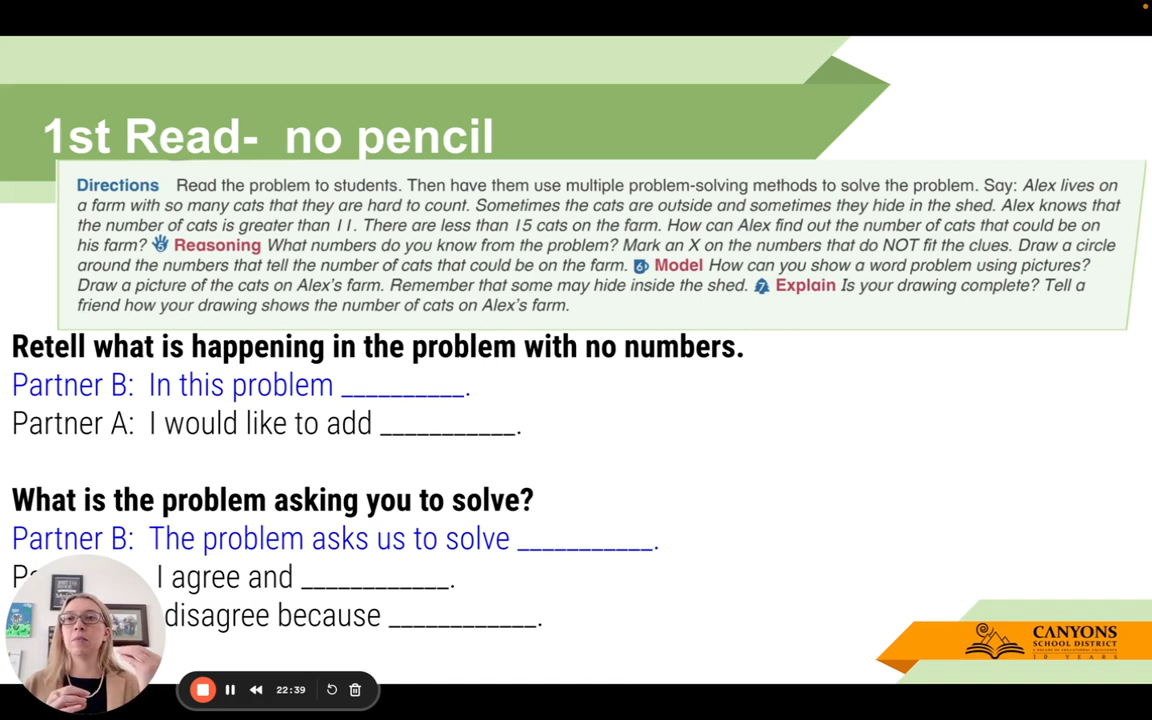 1st Read- no pencil
Directions Read the problem to students. Then have them use multiple problem-solving methods to solve the problem. Say: Alex lives on
a farm with so many cats that they are hard to count. Sometimes the cats are outside and sometimes they hide in the shed. Alex knows that
the number of cats is greater than 11. There are less than 15 cats on the farm. How can Alex find out the number of cats that could be on
his farm? 5 Reasoning What numbers do you know from the problem? Mark an X on the numbers that do NOT fit the clues. Draw a circle
around the numbers that tell the number of cats that could be on the farm. 6 Model How can you show a word problem using pictures?
Draw a picture of the cats on Alex's farm. Remember that some may hide inside the shed. 7 Explain Is your drawing complete? Tell a
friend how your drawing shows the number of cats on Alex's farm.
Retell what is happening in the problem with no numbers.
Partner B: In this problem __________.
Partner A: I would like to add ___________.
What is the problem asking you to solve?
Partner B: The problem asks us to solve ___________.
I agree and ____________.
disagree because ____________.
CANYONS
SCHOOL DISTRICT
10 YEARS
22:39